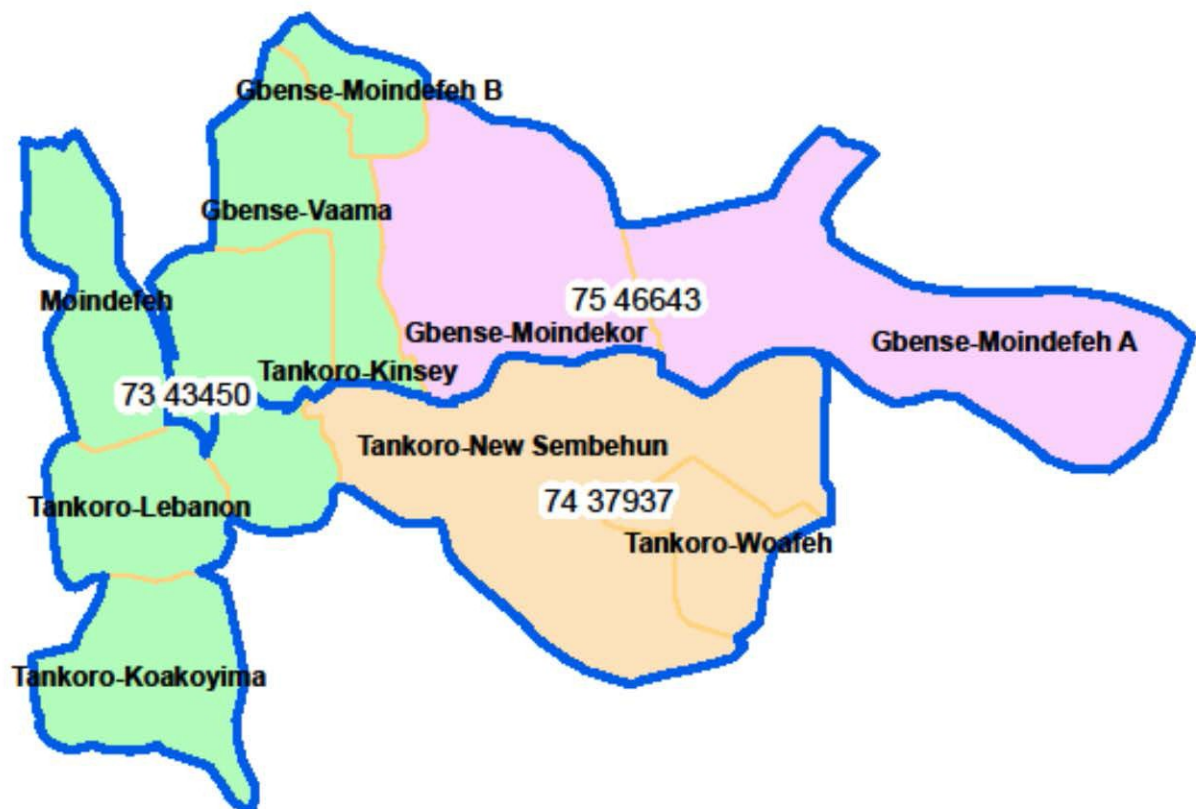 Gbense-Moindefeh B
Gbense-Vaama
Moindefeh
75 46643
Gbense-Moindekor
Gbense-Moindefeh A
Tankoro-Kinsey
73 43450
Tankoro-New Sembehun
74 37937
Tankoro-Lebanon
Tankoro-Woafeh
Tankoro-Koakoyima